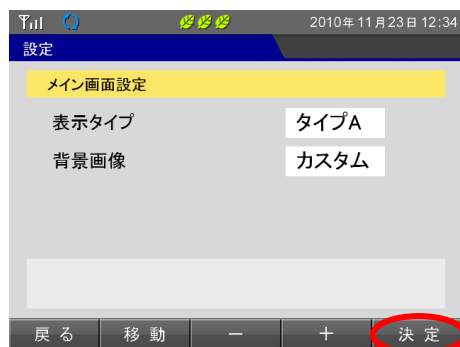 2010年11月23日 12:34
設定
メイン画面設定
表示タイプ タイプA
背景画像 カスタム
戻る 移動 － ＋ 決定